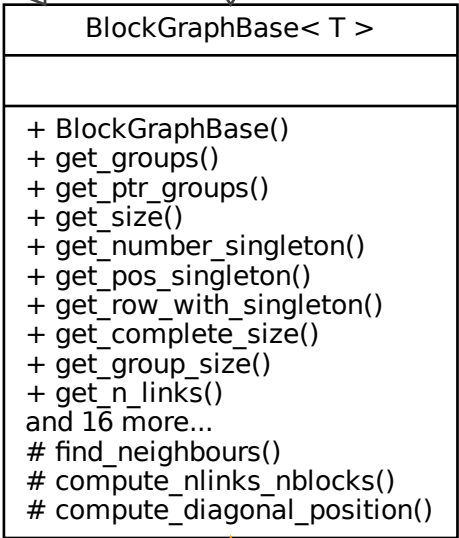 BlockGraphBase< T >
+ BlockGraphBase()
+ get_groups()
+ get_ptr_groups()
+ get_size()
+ get_number_singleton()
+ get_pos_singleton()
+ get_row_with_singleton()
+ get_complete_size()
+ get_group_size()
+ get_n_links()
and 16 more...
# find_neighbours()
# compute_nlinks_nblocks()
# compute_diagonal_position()